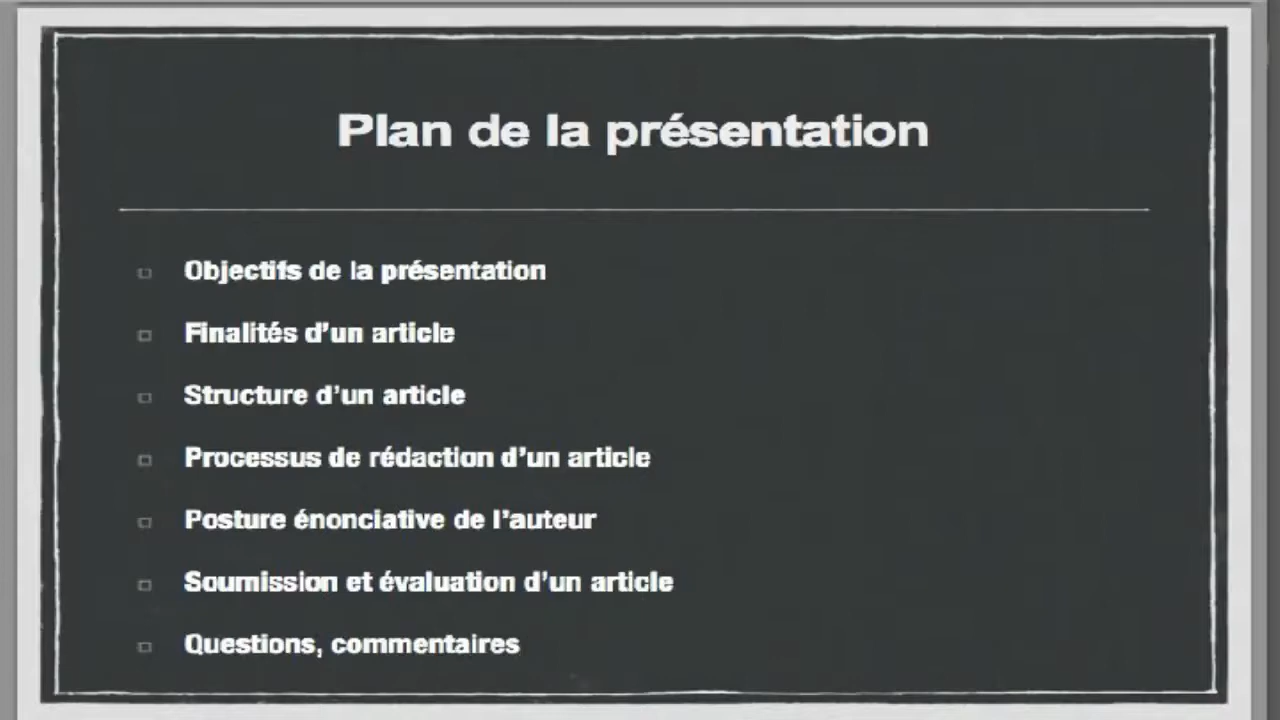 Plan de la présentation
Objectifs de la présentation
Finalités d’un article
Structure d’un article
Processus de rédaction d’un article
Posture énonciative de l’auteur
Soumission et évaluation d’un article
Questions, commentaires